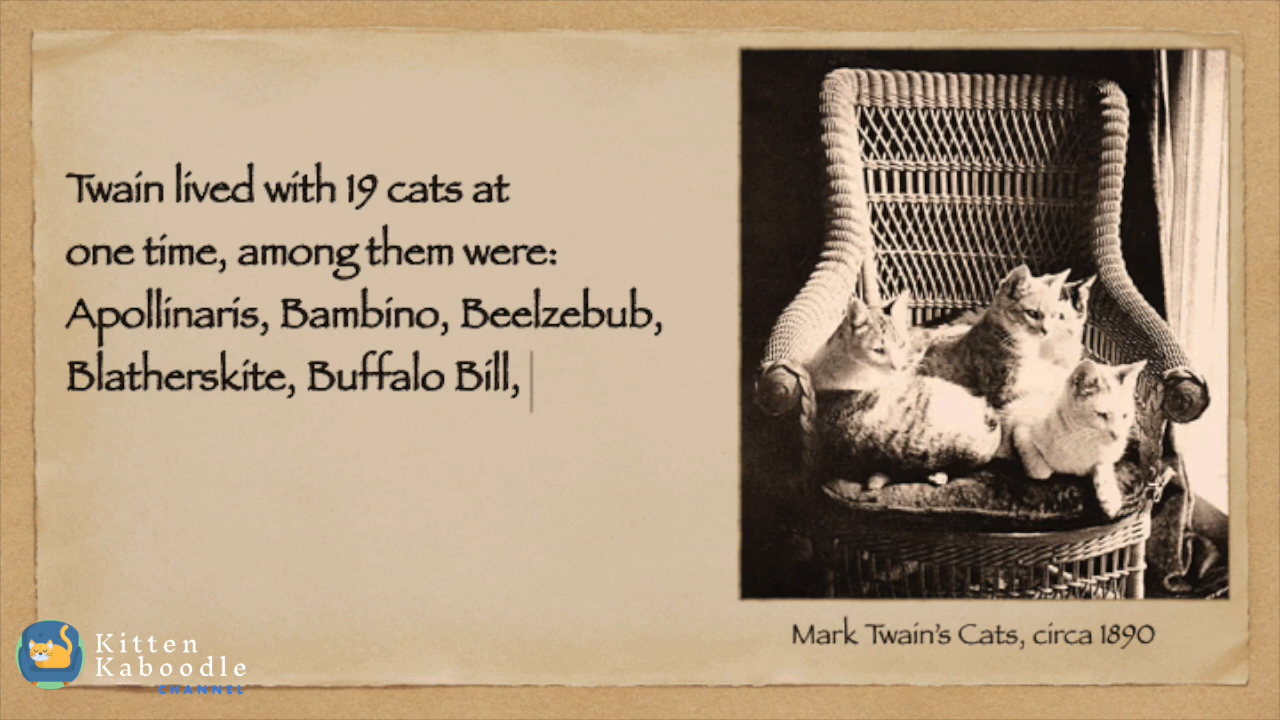 Twain lived with 19 cats at
one time, among them were:
Apollinaris, Bambino, Beelzebub,
Blatherskite, Buffalo Bill,
Mark Twain's Cats, circa 1890
Kitten
Kaboodle
CHANNEL